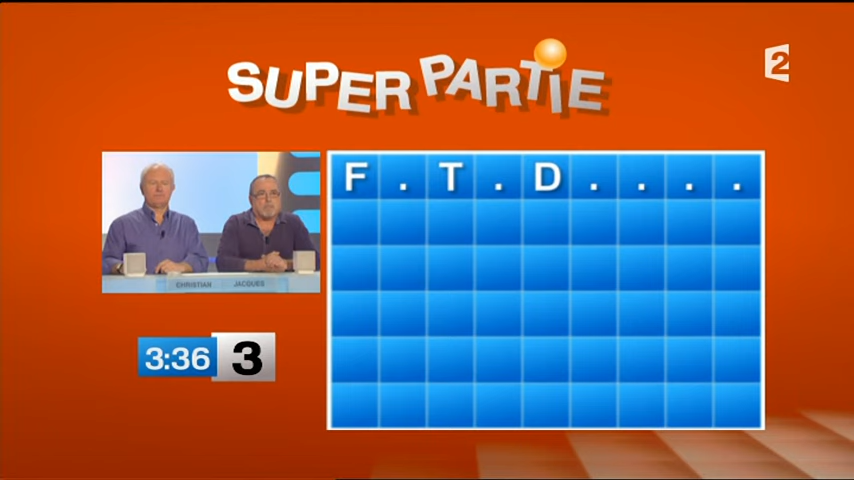 SUPER PARTIE
2
F . T . D . . . .
CHRISTIAN JACQUES
3:36 3